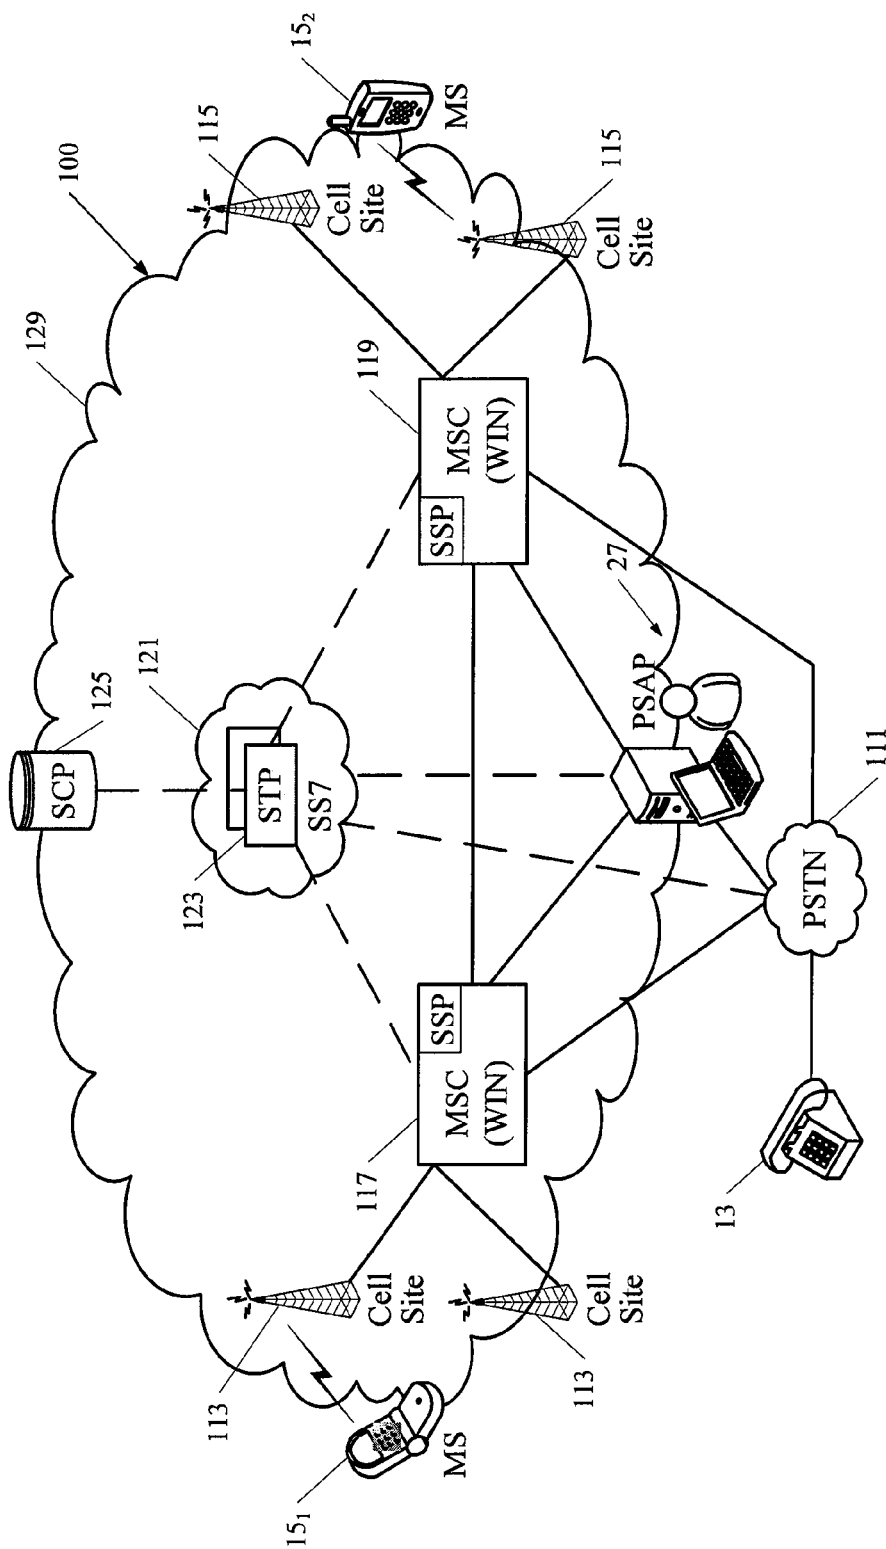 129
SCP
100
125
121
123
113
115
STP
SS7
15₁
15₂
Cell
Site
117
119
Cell
Site
SSP
MSC
(WIN)
SSP
MSC
(WIN)
MS
MS
113
Cell
Site
115
Cell
Site
27
PSAP
13
PSTN
111